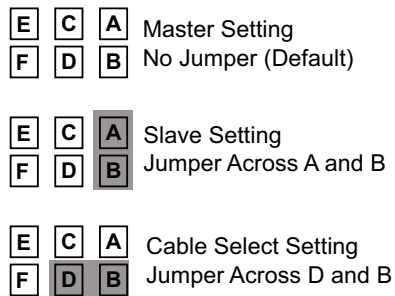 E C A Master Setting
F D B No Jumper (Default)
E C A Slave Setting
F D B Jumper Across A and B
E C A Cable Select Setting
F D B Jumper Across D and B